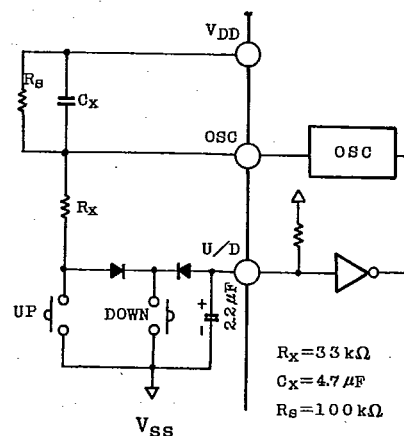 VDD
Rs
Cx
OSC
OSC
Rx
U/D
UP
DOWN
+
-
2.2μF
VSS
Rx=33kΩ
Cx=4.7μF
Rs=100kΩ